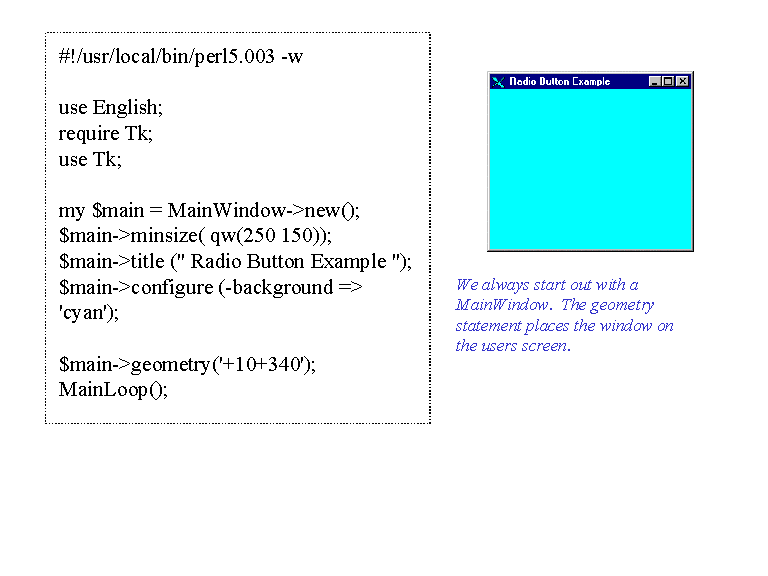 #!/usr/local/bin/perl5.003 -w
use English;
require Tk;
use Tk;
my $main = MainWindow->new();
$main->minsize( qw(250 150));
$main->title (" Radio Button Example ");
$main->configure (-background =>
'cyan');
$main->geometry('+10+340');
MainLoop();
Radio Button Example
We always start out with a
MainWindow.  The geometry
statement places the window on
the users screen.